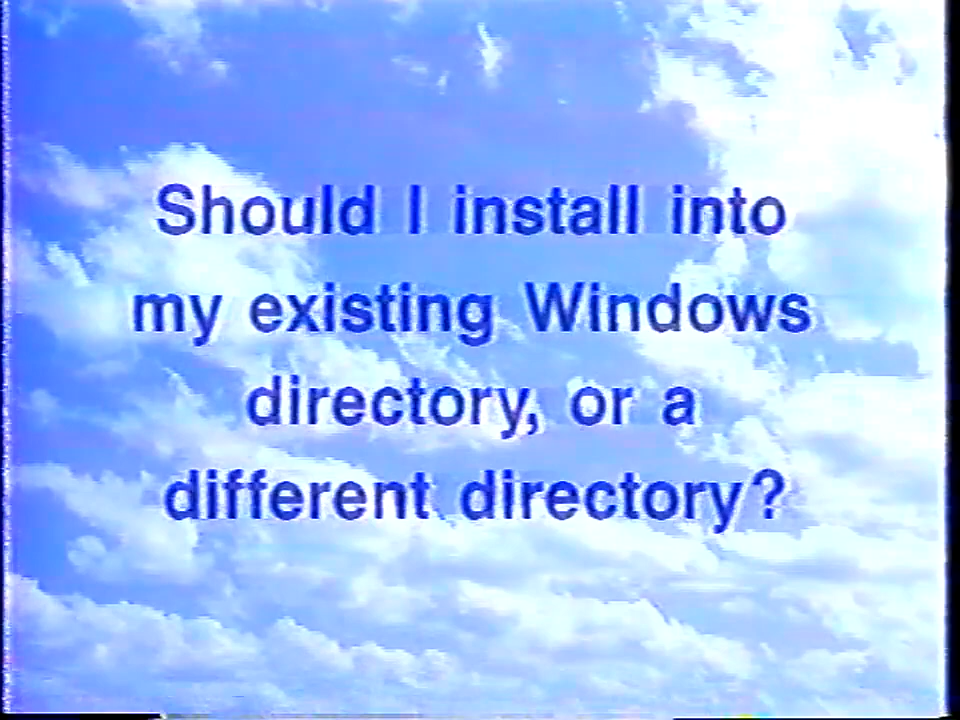 Should I install into
my existing Windows
directory, or a
different directory?